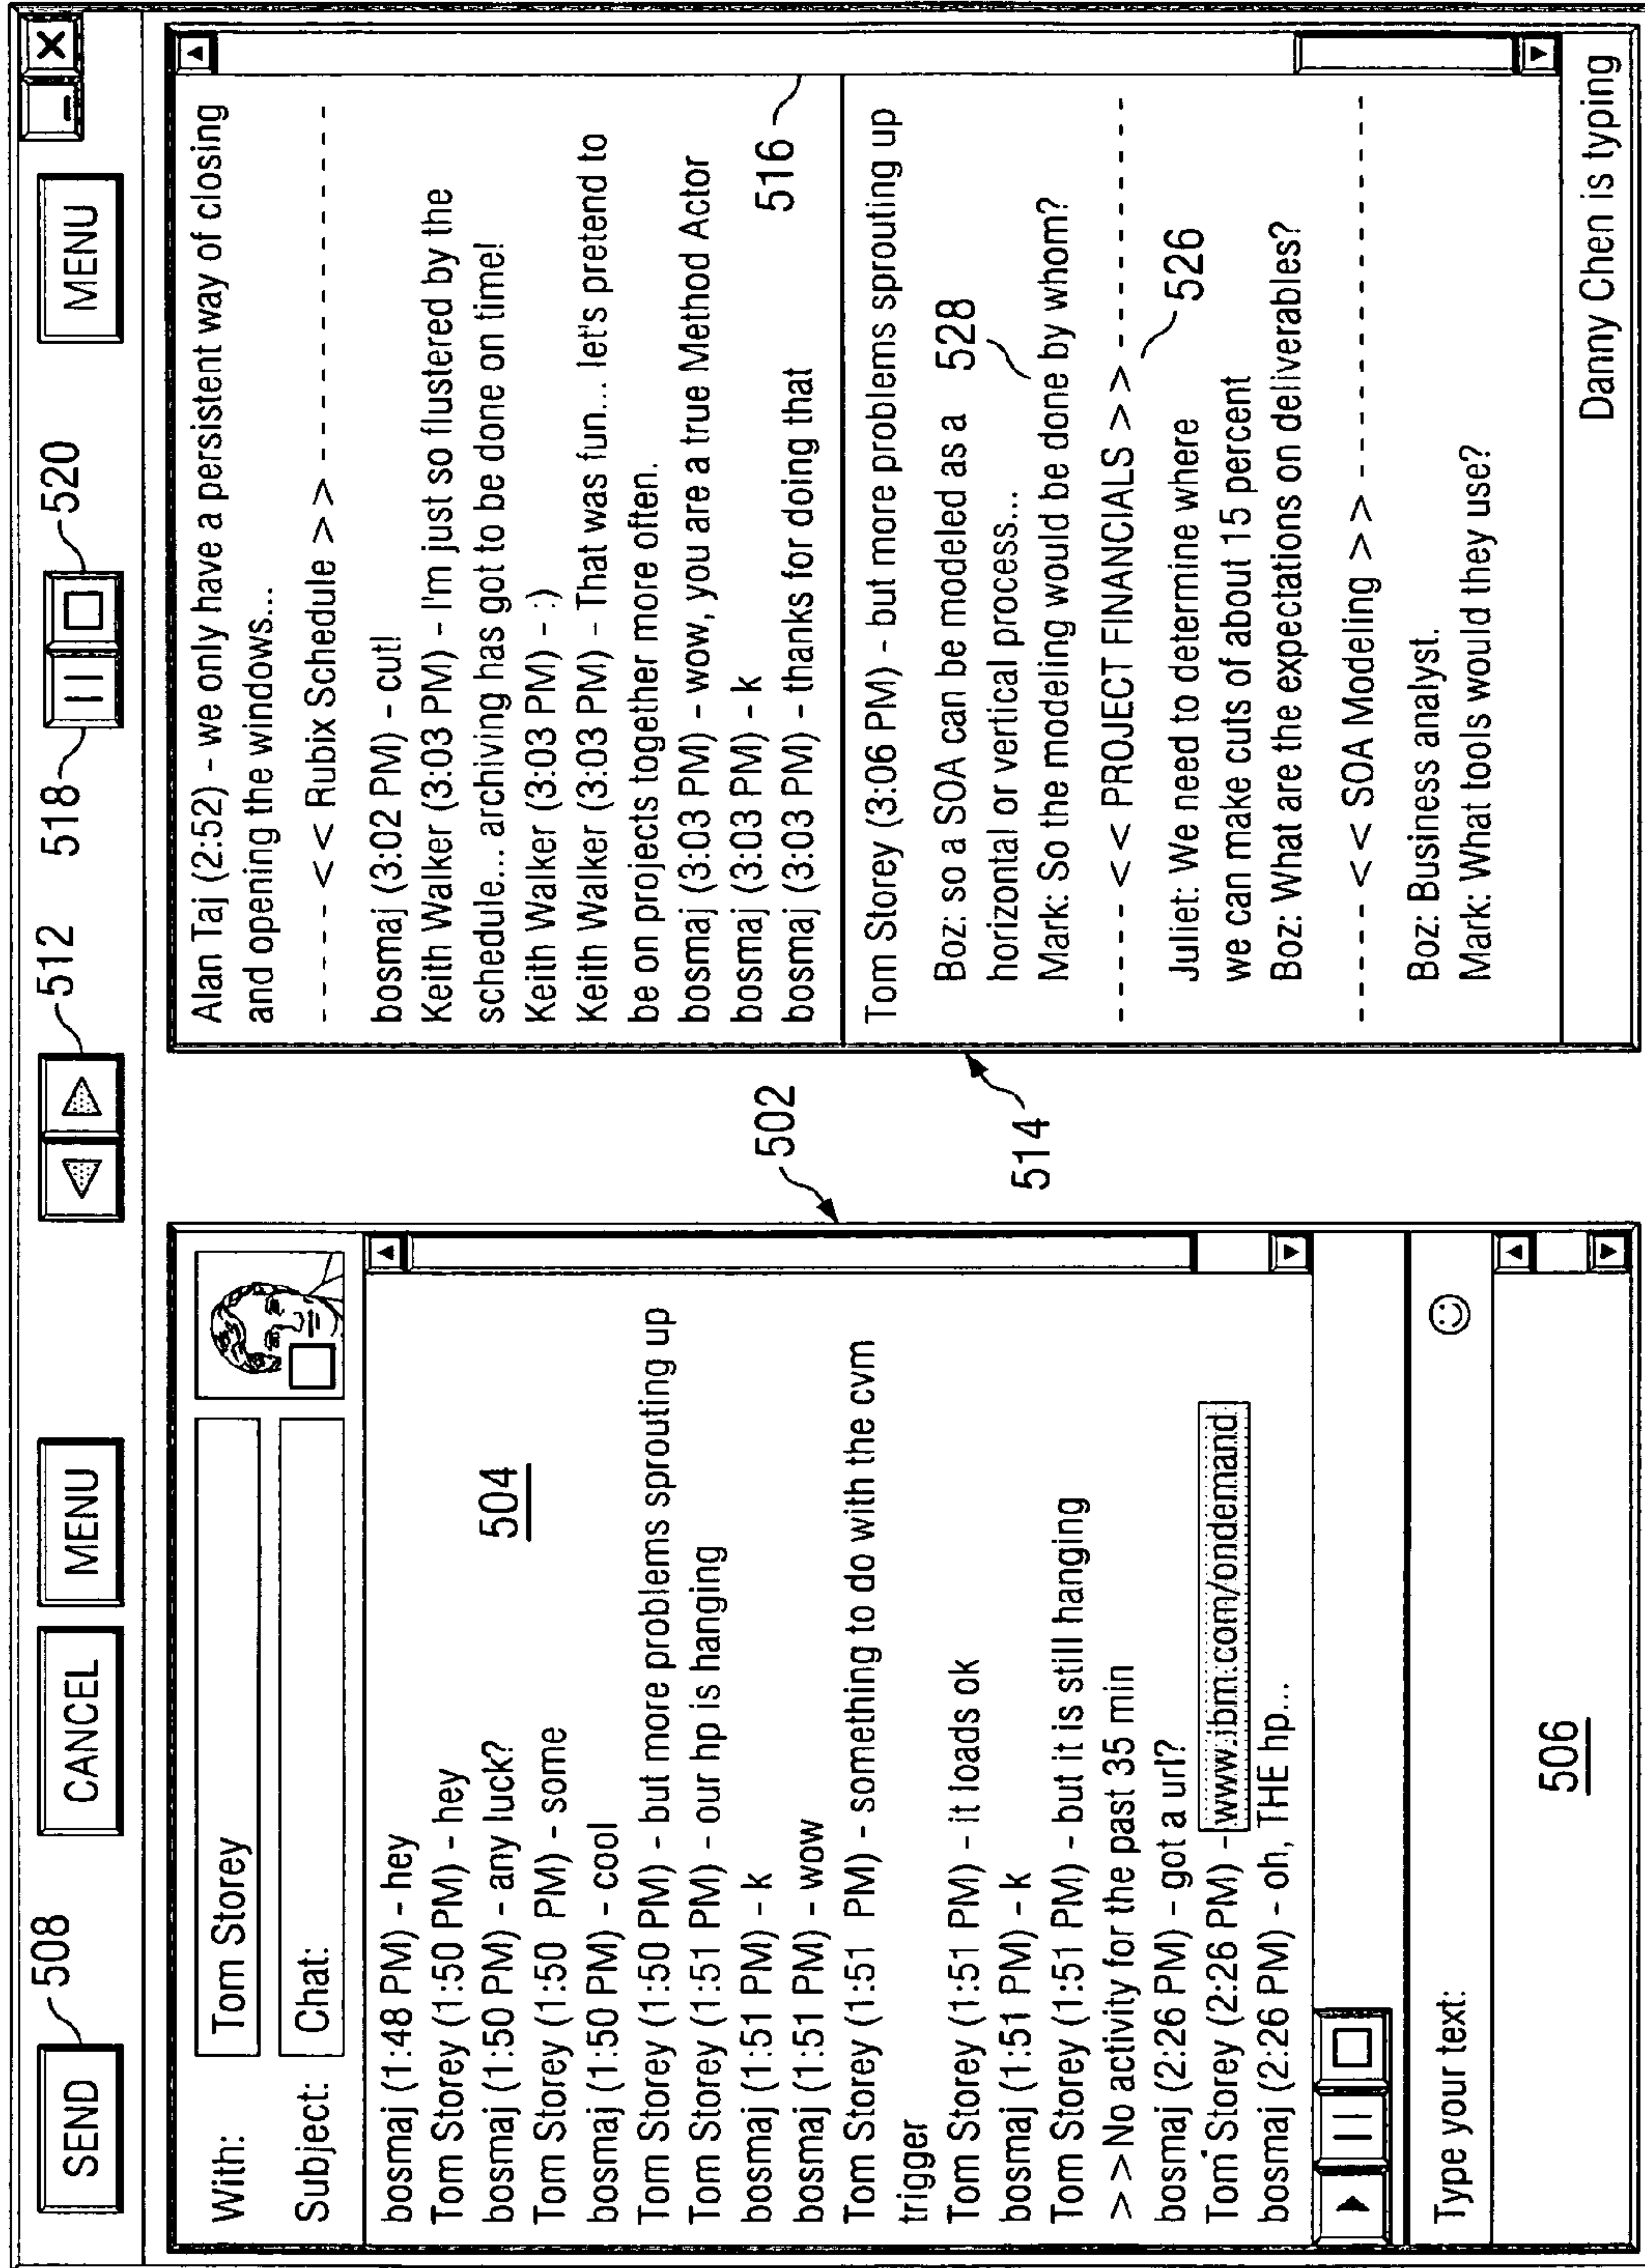 SEND
508
CANCEL
MENU
512
518
520
MENU
With:
Tom Storey
Subject:
Chat:
bosmaj (1:48 PM) - hey
Tom Storey (1:50 PM) - hey
bosmaj (1:50 PM) - any luck?
Tom Storey (1:50 PM) - some
bosmaj (1:50 PM) - cool
Tom Storey (1:50 PM) - but more problems sprouting up
Tom Storey (1:51 PM) - our hp is hanging
bosmaj (1:51 PM) - k
bosmaj (1:51 PM) - wow
Tom Storey (1:51 PM) - something to do with the cvm
trigger
Tom Storey (1:51 PM) - it loads ok
bosmaj (1:51 PM) - k
Tom Storey (1:51 PM) - but it is still hanging
> > No activity for the past 35 min
bosmaj (2:26 PM) - got a url?
Tom Storey (2:26 PM) - www.ibm.com/ondemand
bosmaj (2:26 PM) - oh, THE hp...
504
Type your text:
506
502
514
Alan Taj (2:52) - we only have a persistent way of closing
and opening the windows...
- - - - - < < Rubix Schedule > > - - - - - - - - - - - - - - - - -
bosmaj (3:02 PM) - cut!
Keith Walker (3:03 PM) - I'm just so flustered by the
schedule... archiving has got to be done on time!
Keith Walker (3:03 PM) - :)
Keith Walker (3:03 PM) - That was fun... let's pretend to
be on projects together more often.
bosmaj (3:03 PM) - wow, you are a true Method Actor
bosmaj (3:03 PM) - k
bosmaj (3:03 PM) - thanks for doing that
516
Tom Storey (3:06 PM) - but more problems sprouting up
Boz: so a SOA can be modeled as a
528
horizontal or vertical process...
Mark: So the modeling would be done by whom?
- - - - - < < PROJECT FINANCIALS > > - - - - - - - - - - - -
526
Juliet: We need to determine where
we can make cuts of about 15 percent
Boz: What are the expectations on deliverables?
- - - - - < < SOA Modeling > > - - - - - - - - - - - - - - - - - -
Boz: Business analyst.
Mark: What tools would they use?
Danny Chen is typing